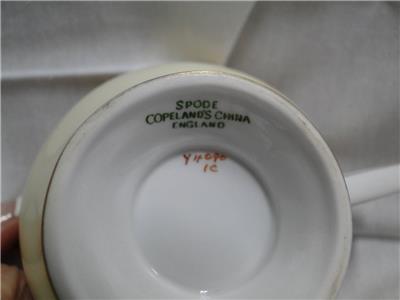 SPODE
COPELAND'S CHINA
ENGLAND
Y4090
1C